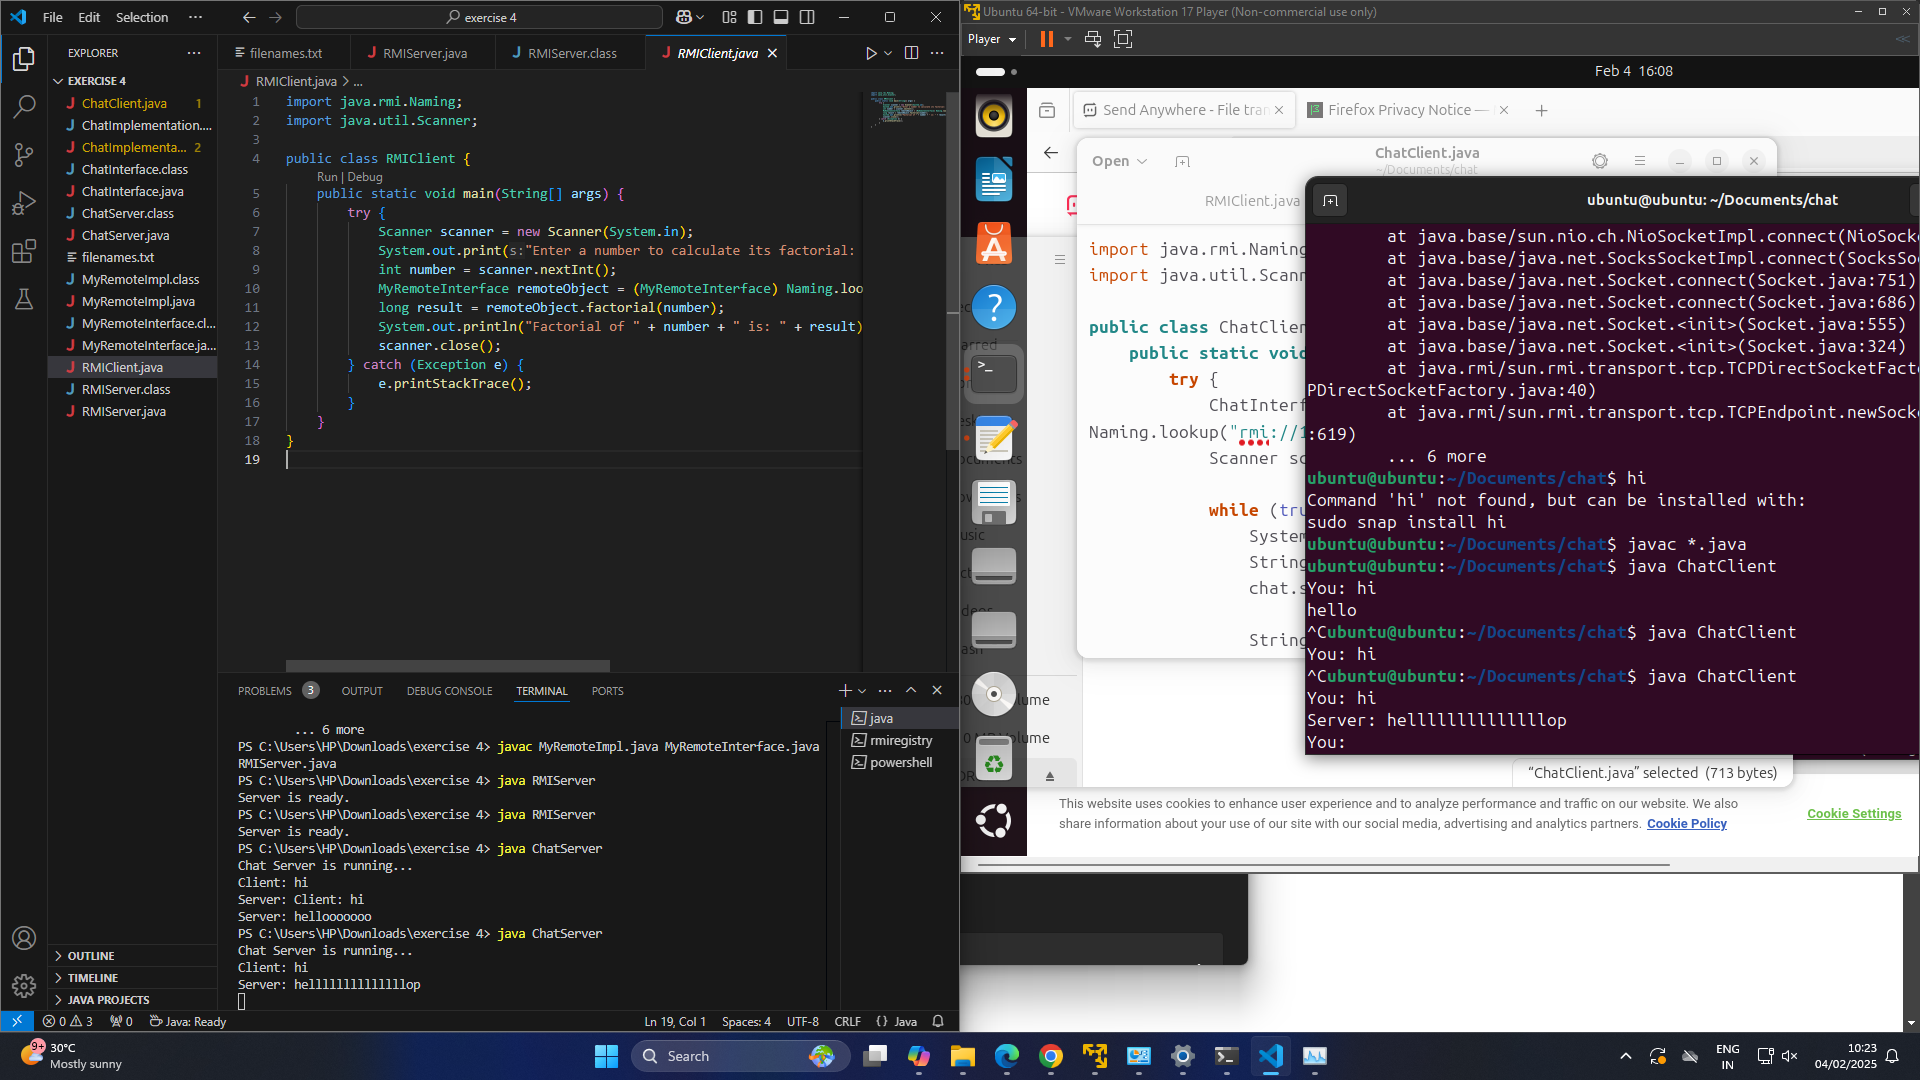 File Edit Selection ... exercise 4
EXPLORER
EXERCISE 4
ChatClient.java 1
ChatImplementation....
ChatImplementa... 2
ChatInterface.class
ChatInterface.java
ChatServer.class
ChatServer.java
filenames.txt
MyRemoteImpl.class
MyRemoteImpl.java
MyRemoteInterface.cl...
MyRemoteInterface.ja...
RMIClient.java
RMIServer.class
RMIServer.java
OUTLINE
TIMELINE
JAVA PROJECTS
filenames.txt RMIServer.java RMIServer.class RMIClient.java
RMIClient.java > ...
1 import java.rmi.Naming;
2 import java.util.Scanner;
3
4 public class RMIClient {
Run | Debug
5 public static void main(String[] args) {
6 try {
7 Scanner scanner = new Scanner(System.in);
8 System.out.print(s:"Enter a number to calculate its factorial:
9 int number = scanner.nextInt();
10 MyRemoteInterface remoteObject = (MyRemoteInterface) Naming.loo
11 long result = remoteObject.factorial(number);
12 System.out.println("Factorial of " + number + " is: " + result)
13 scanner.close();
14 } catch (Exception e) {
15 e.printStackTrace();
16 }
17 }
18 }
19
PROBLEMS 3 OUTPUT DEBUG CONSOLE TERMINAL PORTS
... 6 more
PS C:\Users\HP\Downloads\exercise 4> javac MyRemoteImpl.java MyRemoteInterface.java
RMIServer.java
PS C:\Users\HP\Downloads\exercise 4> java RMIServer
Server is ready.
PS C:\Users\HP\Downloads\exercise 4> java RMIServer
Server is ready.
PS C:\Users\HP\Downloads\exercise 4> java ChatServer
Chat Server is running...
Client: hi
Server: Client: hi
Server: hellooooooo
PS C:\Users\HP\Downloads\exercise 4> java ChatServer
Chat Server is running...
Client: hi
Server: helllllllllllllllop
java
rmiregistry
powershell
0 3 0 Java: Ready Ln 19, Col 1 Spaces: 4 UTF-8 CRLF {} Java
Ubuntu 64-bit - VMware Workstation 17 Player (Non-commercial use only)
Player
Feb 4 16:08
Send Anywhere - File tran Firefox Privacy Notice —
Open ChatClient.java
~/Documents/chat
RMIClient.java
import java.rmi.Naming
import java.util.Scann
public class ChatClien
public static void
try {
ChatInterf
Naming.lookup("rmi://1
Scanner sc
while (tru
System
String
chat.s
String
ubuntu@ubuntu: ~/Documents/chat
at java.base/sun.nio.ch.NioSocketImpl.connect(NioSocke
at java.base/java.net.SocksSocketImpl.connect(SocksSoc
at java.base/java.net.Socket.connect(Socket.java:751)
at java.base/java.net.Socket.connect(Socket.java:686)
at java.base/java.net.Socket.<init>(Socket.java:555)
at java.base/java.net.Socket.<init>(Socket.java:324)
at java.rmi/sun.rmi.transport.tcp.TCPDirectSocketFacto
PDirectSocketFactory.java:40)
at java.rmi/sun.rmi.transport.tcp.TCPEndpoint.newSocke
:619)
... 6 more
ubuntu@ubuntu:~/Documents/chat$ hi
Command 'hi' not found, but can be installed with:
sudo snap install hi
ubuntu@ubuntu:~/Documents/chat$ javac *.java
ubuntu@ubuntu:~/Documents/chat$ java ChatClient
You: hi
hello
^Cubuntu@ubuntu:~/Documents/chat$ java ChatClient
You: hi
^Cubuntu@ubuntu:~/Documents/chat$ java ChatClient
You: hi
Server: helllllllllllllllop
You:
"ChatClient.java" selected (713 bytes)
This website uses cookies to enhance user experience and to analyze performance and traffic on our website. We also
share information about your use of our site with our social media, advertising and analytics partners. Cookie Policy
Cookie Settings
9+ 30°C
Mostly sunny
Search
ENG
IN
10:23
04/02/2025